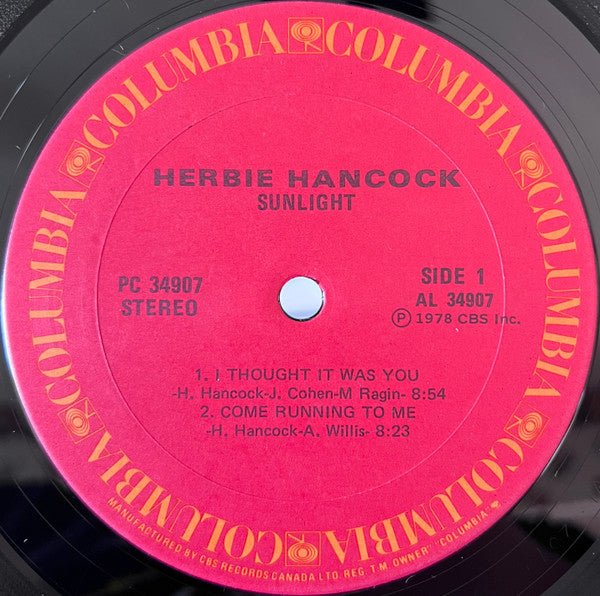 COLUMBIA COLUMBIA COLUMBIA COLUMBIA COLUMBIA COLUMBIA
HERBIE HANCOCK
SUNLIGHT
PC 34907
STEREO
SIDE 1
AL 34907
Ⓟ 1978 CBS Inc.
1. I THOUGHT IT WAS YOU
-H. Hancock-J. Cohen-M Ragin- 8:54
2. COME RUNNING TO ME
-H. Hancock-A. Willis- 8:23
MANUFACTURED BY CBS RECORDS CANADA LTD. REG. T.M. OWNER "COLUMBIA."